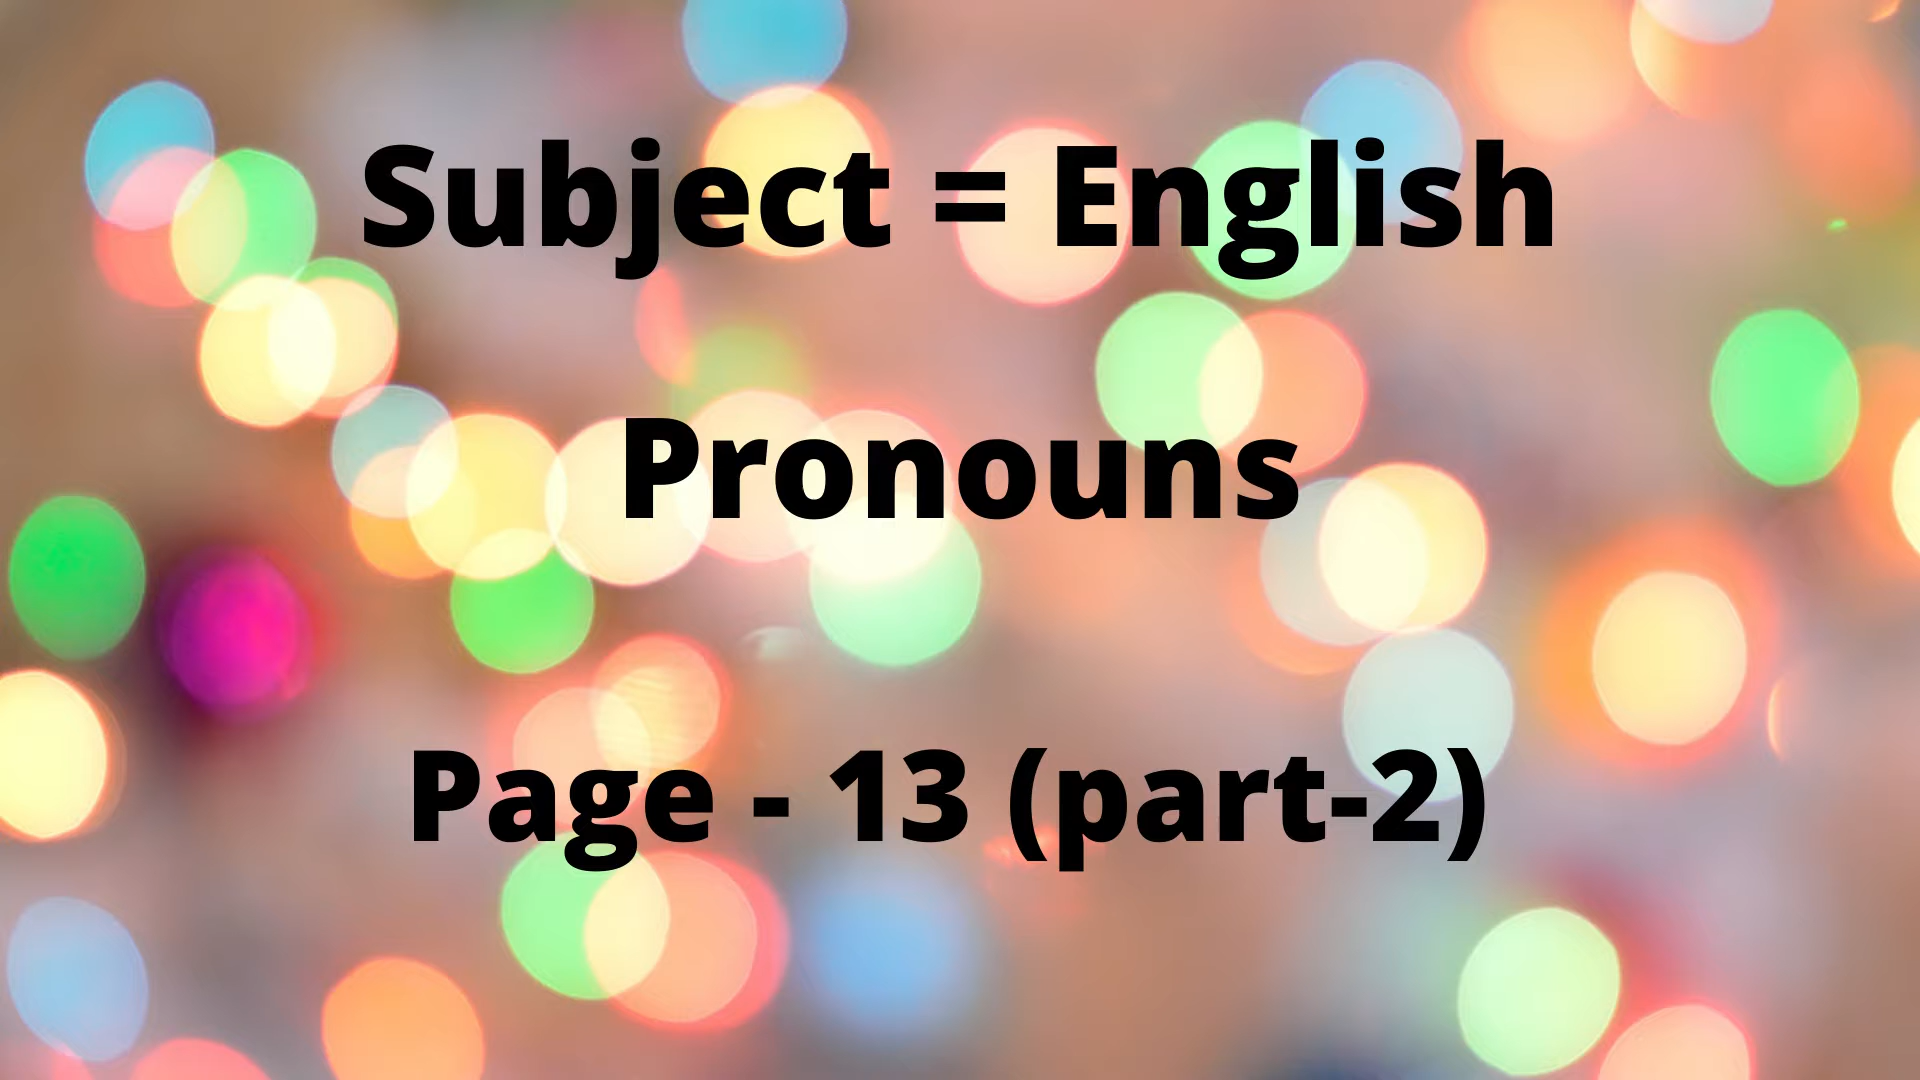 Subject = English
Pronouns
Page - 13 (part-2)